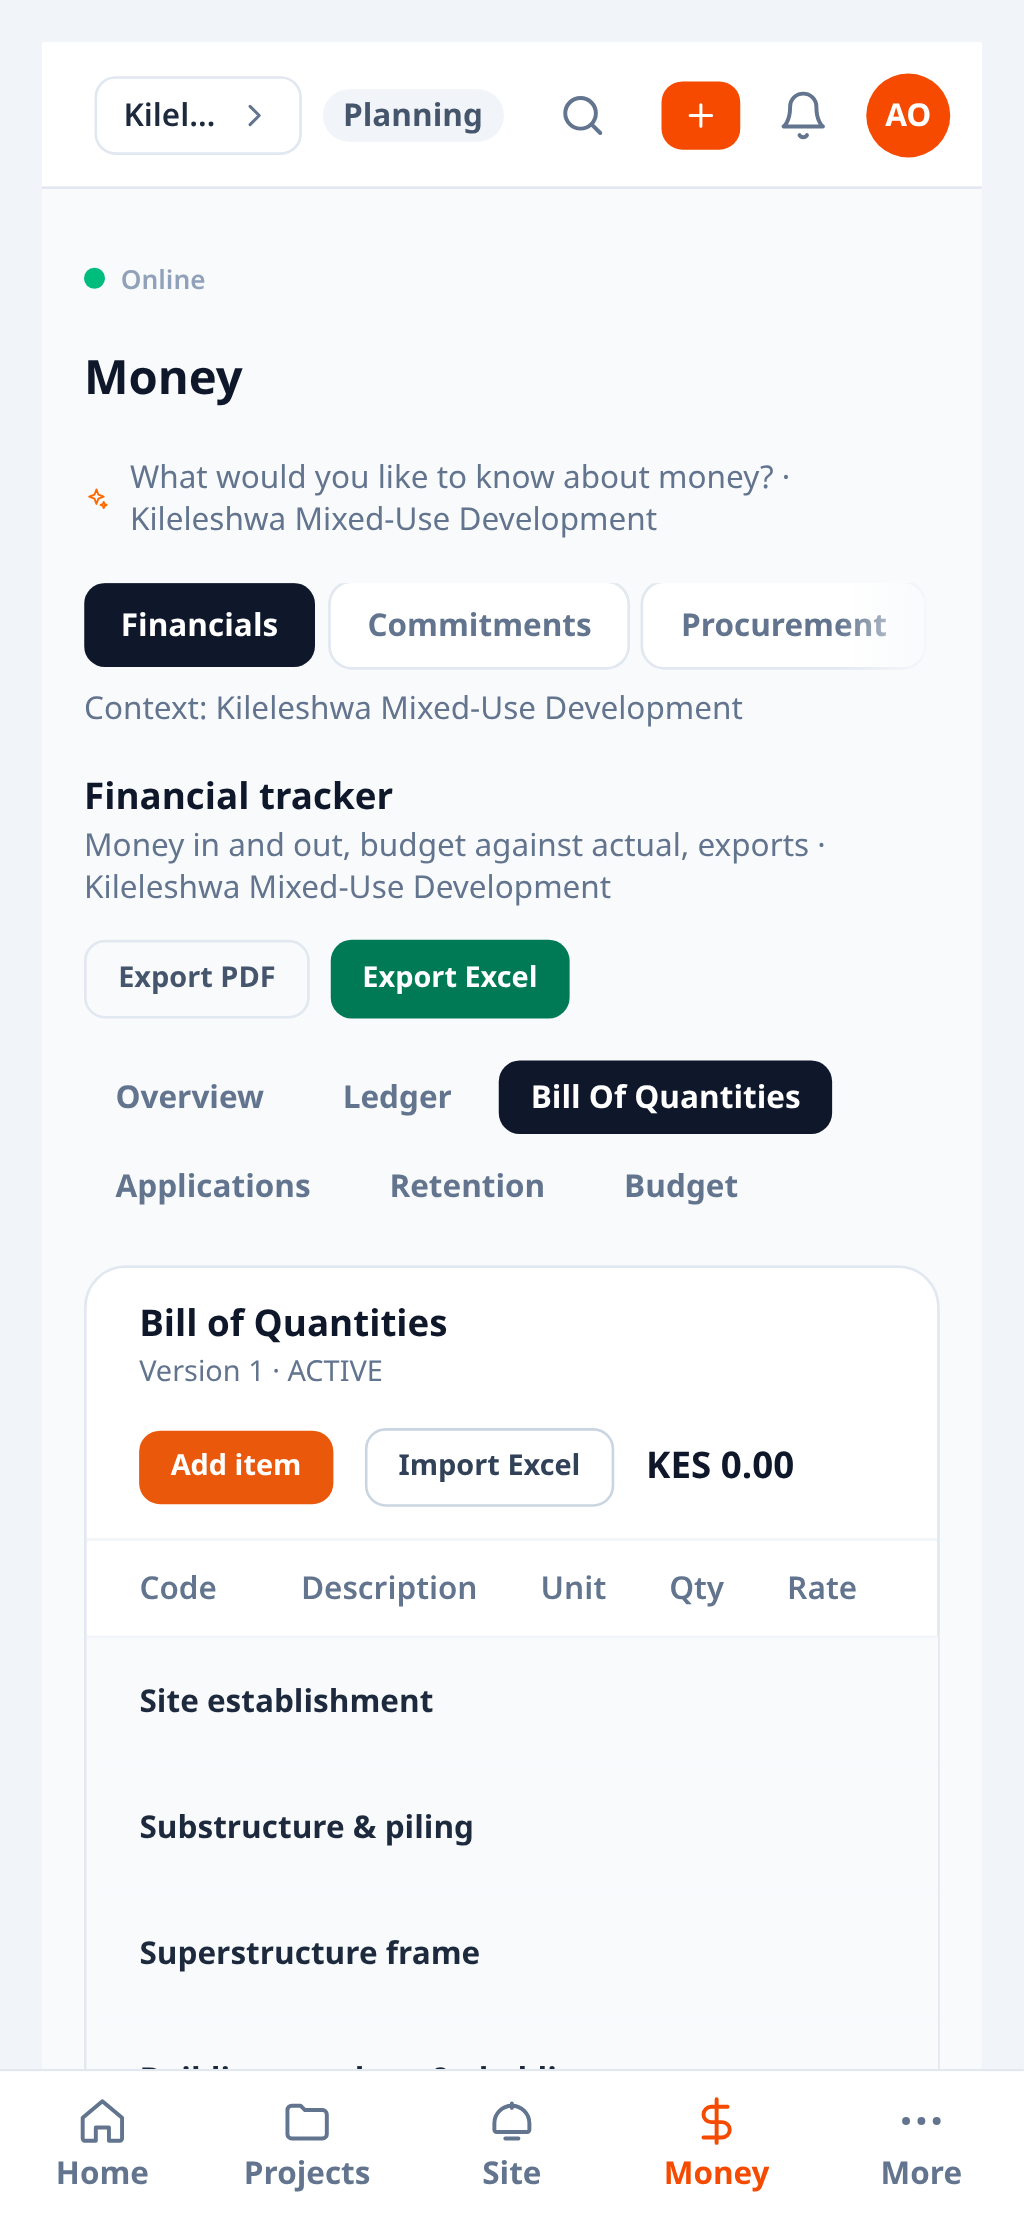 Kilel...
Planning
AO
Online
Money
What would you like to know about money? ·
Kileleshwa Mixed-Use Development
Financials
Commitments
Procurement
Context: Kileleshwa Mixed-Use Development
Financial tracker
Money in and out, budget against actual, exports ·
Kileleshwa Mixed-Use Development
Export PDF
Export Excel
Overview
Ledger
Bill Of Quantities
Applications
Retention
Budget
Bill of Quantities
Version 1 · ACTIVE
Add item
Import Excel
KES 0.00
Code Description Unit Qty Rate
Site establishment
Substructure & piling
Superstructure frame
Home
Projects
Site
Money
More